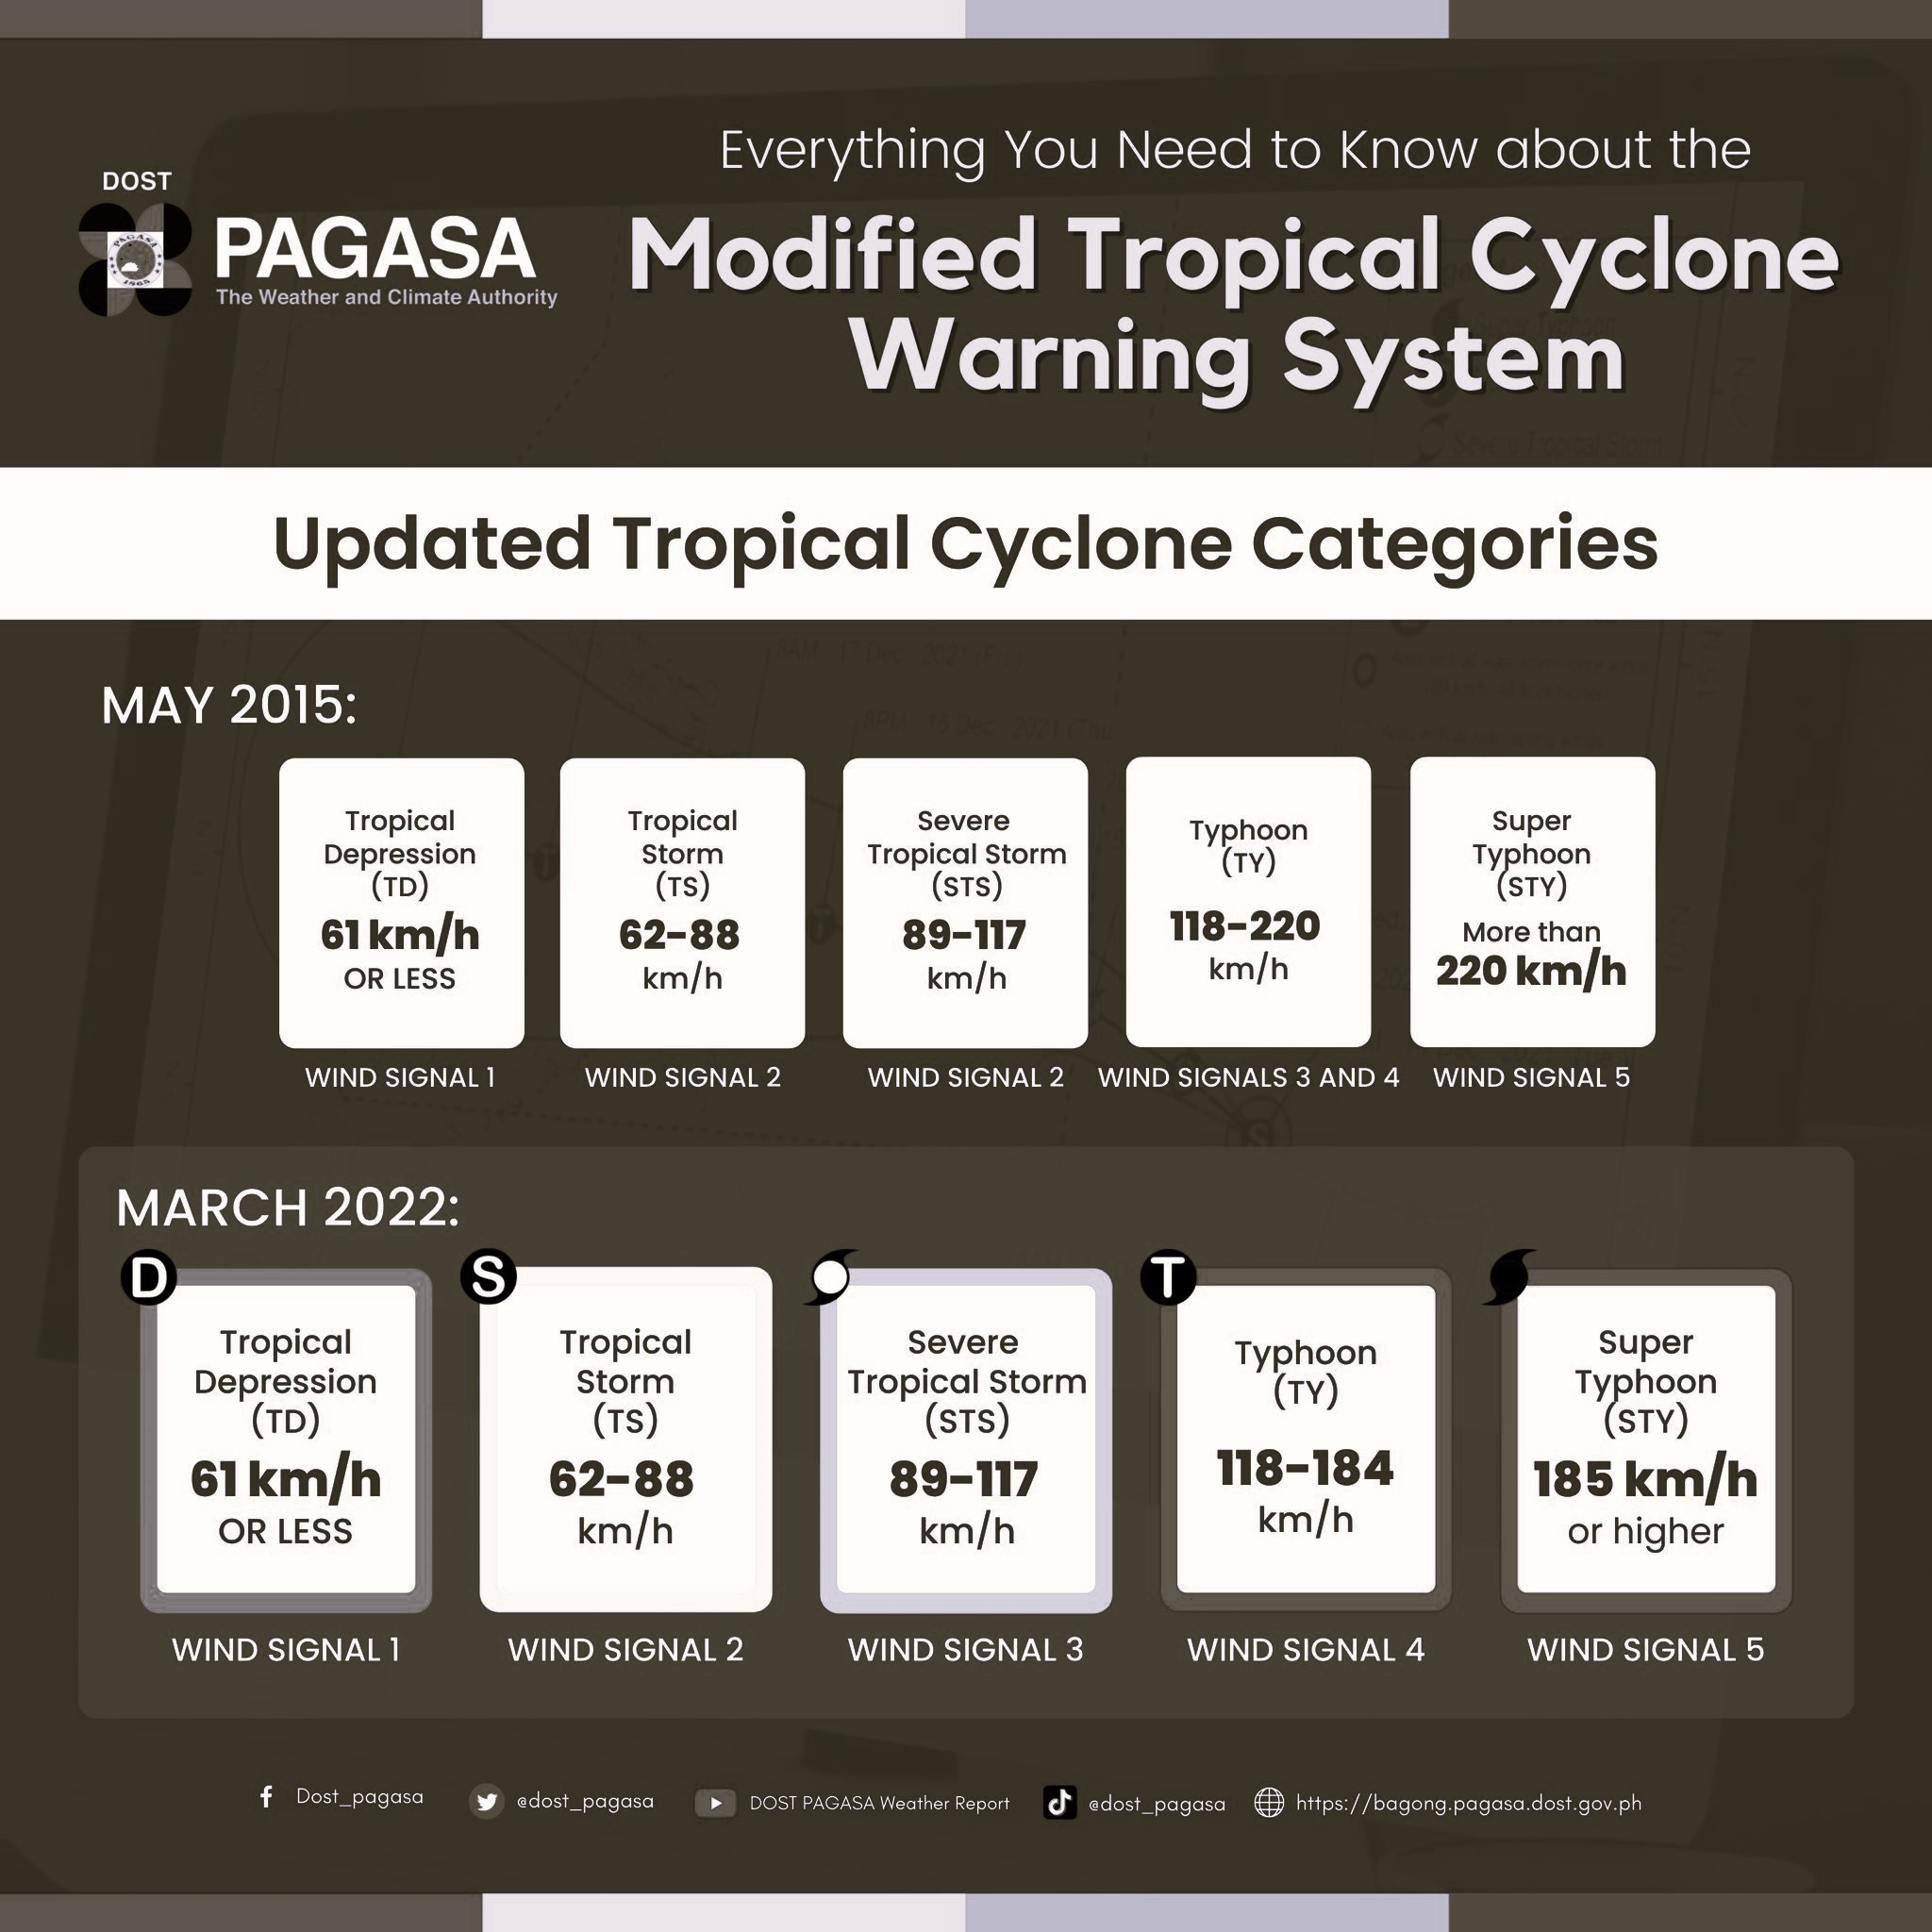 Everything You Need to Know about the
DOST
PAGASA
The Weather and Climate Authority
Modified Tropical Cyclone
Warning System
Updated Tropical Cyclone Categories
MAY 2015:
Tropical
Depression
(TD)
61 km/h
OR LESS
WIND SIGNAL 1
Tropical
Storm
(TS)
62-88
km/h
WIND SIGNAL 2
Severe
Tropical Storm
(STS)
89-117
km/h
WIND SIGNAL 2
Typhoon
(TY)
118-220
km/h
WIND SIGNALS 3 AND 4
Super
Typhoon
(STY)
More than
220 km/h
WIND SIGNAL 5
MARCH 2022:
D
Tropical
Depression
(TD)
61 km/h
OR LESS
WIND SIGNAL 1
S
Tropical
Storm
(TS)
62-88
km/h
WIND SIGNAL 2
Severe
Tropical Storm
(STS)
89-117
km/h
WIND SIGNAL 3
T
Typhoon
(TY)
118-184
km/h
WIND SIGNAL 4
Super
Typhoon
(STY)
185 km/h
or higher
WIND SIGNAL 5
Dost_pagasa
@dost_pagasa
DOST PAGASA Weather Report
@dost_pagasa
https://bagong.pagasa.dost.gov.ph